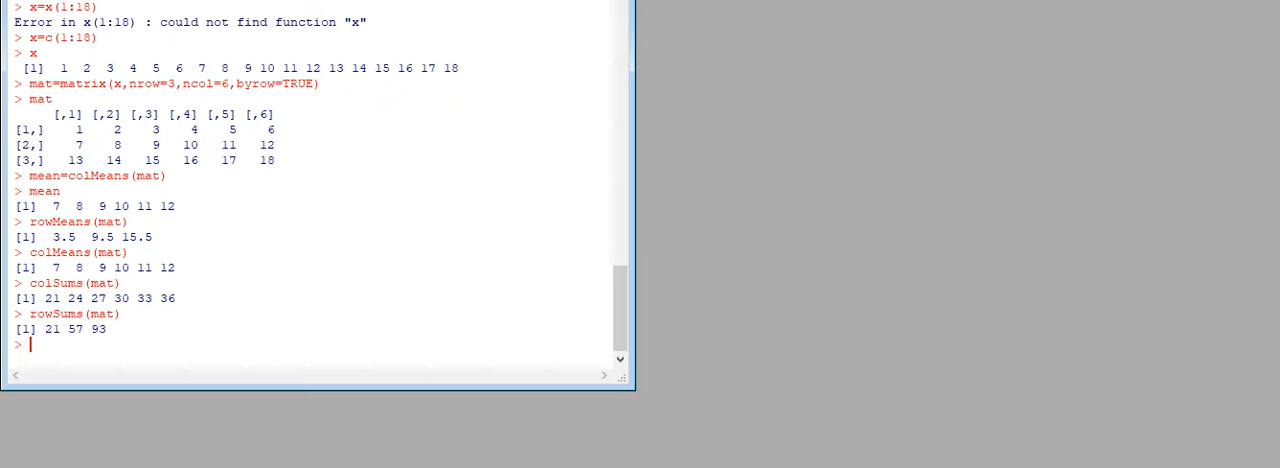 > x=x(1:18)
Error in x(1:18) : could not find function "x"
> x=c(1:18)
> x
 [1]  1  2  3  4  5  6  7  8  9 10 11 12 13 14 15 16 17 18
> mat=matrix(x,nrow=3,ncol=6,byrow=TRUE)
> mat
     [,1] [,2] [,3] [,4] [,5] [,6]
[1,]    1    2    3    4    5    6
[2,]    7    8    9   10   11   12
[3,]   13   14   15   16   17   18
> mean=colMeans(mat)
> mean
[1]  7  8  9 10 11 12
> rowMeans(mat)
[1]  3.5  9.5 15.5
> colMeans(mat)
[1]  7  8  9 10 11 12
> colSums(mat)
[1] 21 24 27 30 33 36
> rowSums(mat)
[1] 21 57 93
>